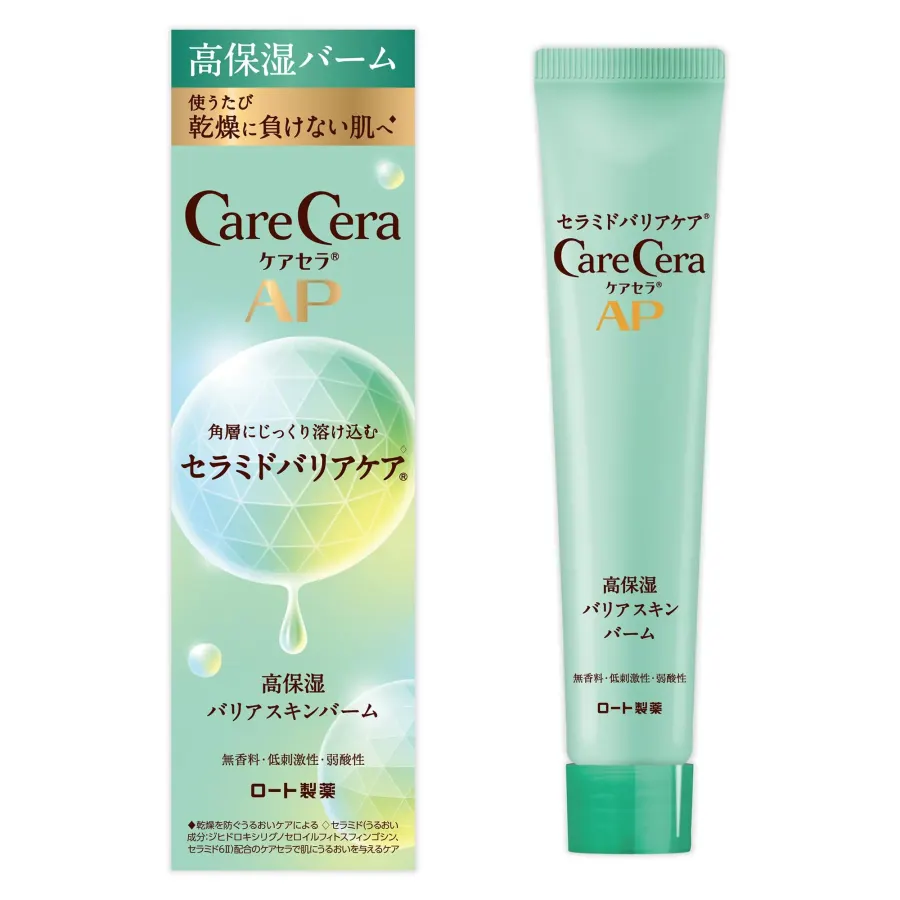 高保湿バーム
使うたび
乾燥に負けない肌へ◆
CareCera
ケアセラ®
AP
角層にじっくり溶け込む
セラミドバリアケア◇®
高保湿
バリアスキンバーム
無香料・低刺激性・弱酸性
ロート製薬
◆乾燥を防ぐうるおいケアによる ◇セラミド(うるおい
成分:ジヒドロキシリグノセロイルフィトスフィンゴシン、
セラミド6Ⅱ)配合のケアセラで肌にうるおいを与えるケア
セラミドバリアケア®
CareCera
ケアセラ®
AP
高保湿
バリアスキン
バーム
無香料・低刺激性・弱酸性
ロート製薬